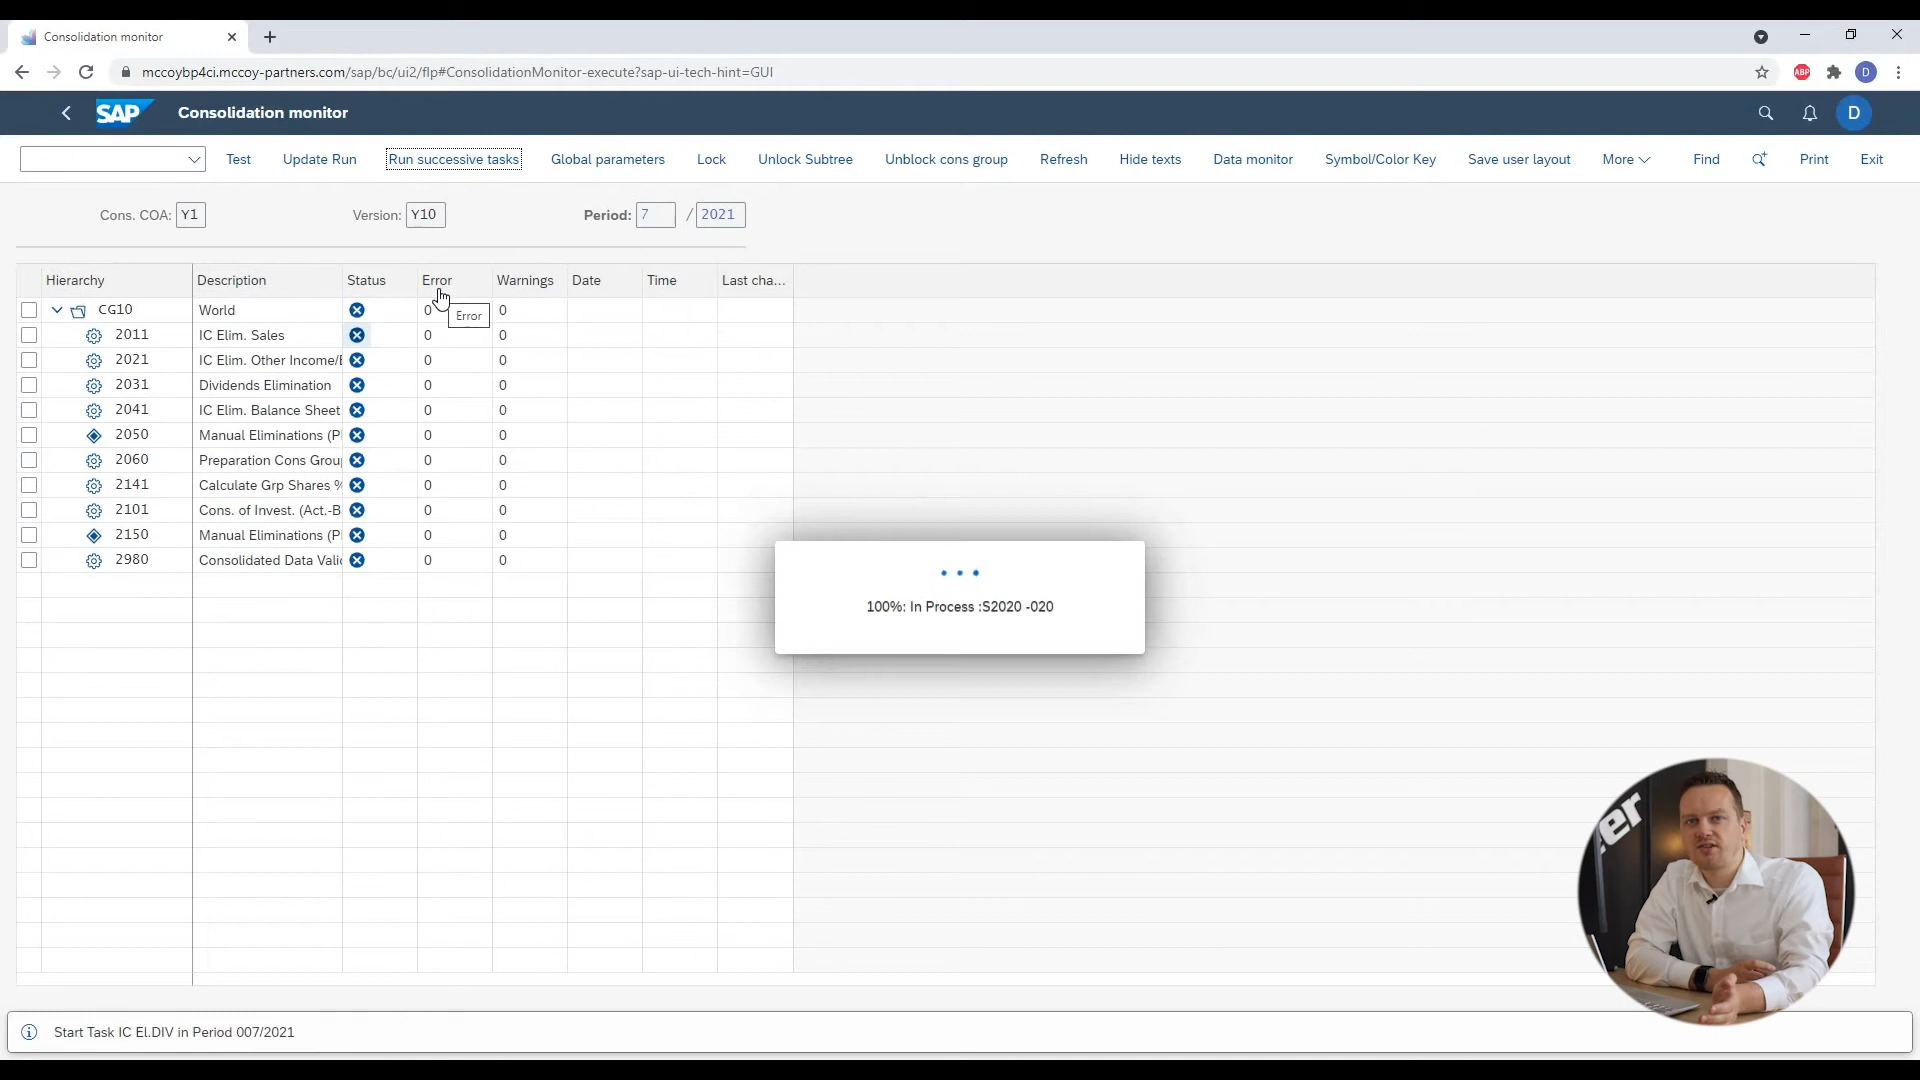 Consolidation monitor
mccoybp4ci.mccoy-partners.com/sap/bc/ui2/flp#ConsolidationMonitor-execute?sap-ui-tech-hint=GUI
ABP
D
SAP
Consolidation monitor
D
Test
Update Run
Run successive tasks
Global parameters
Lock
Unlock Subtree
Unblock cons group
Refresh
Hide texts
Data monitor
Symbol/Color Key
Save user layout
More
Find
Print
Exit
Cons. COA: Y1
Version: Y10
Period: 7 / 2021
Hierarchy Description Status Error Warnings Date Time Last cha...
CG10 World 0 0
Error
2011 IC Elim. Sales 0 0
2021 IC Elim. Other Income/E 0 0
2031 Dividends Elimination 0 0
2041 IC Elim. Balance Sheet 0 0
2050 Manual Eliminations (P 0 0
2060 Preparation Cons Grou 0 0
2141 Calculate Grp Shares % 0 0
2101 Cons. of Invest. (Act.-B 0 0
2150 Manual Eliminations (P 0 0
2980 Consolidated Data Vali 0 0
100%: In Process :S2020 -020
er
Start Task IC El.DIV in Period 007/2021